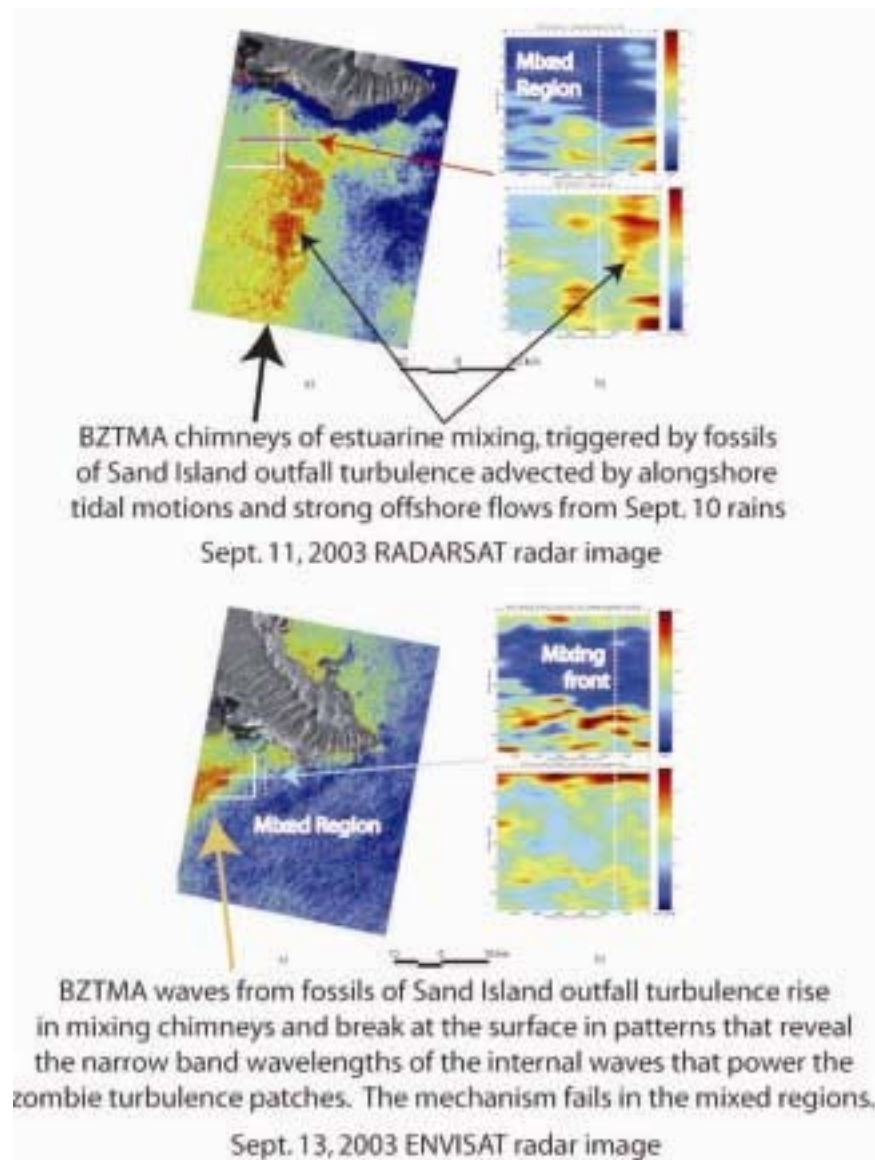 Mixed
Region
BZTMA chimneys of estuarine mixing, triggered by fossils
of Sand Island outfall turbulence advected by alongshore
tidal motions and strong offshore flows from Sept. 10 rains
Sept. 11, 2003 RADARSAT radar image
Mixing
front
Mixed Region
BZTMA waves from fossils of Sand Island outfall turbulence rise
in mixing chimneys and break at the surface in patterns that reveal
the narrow band wavelengths of the internal waves that power the
zombie turbulence patches. The mechanism fails in the mixed regions.
Sept. 13, 2003 ENVISAT radar image